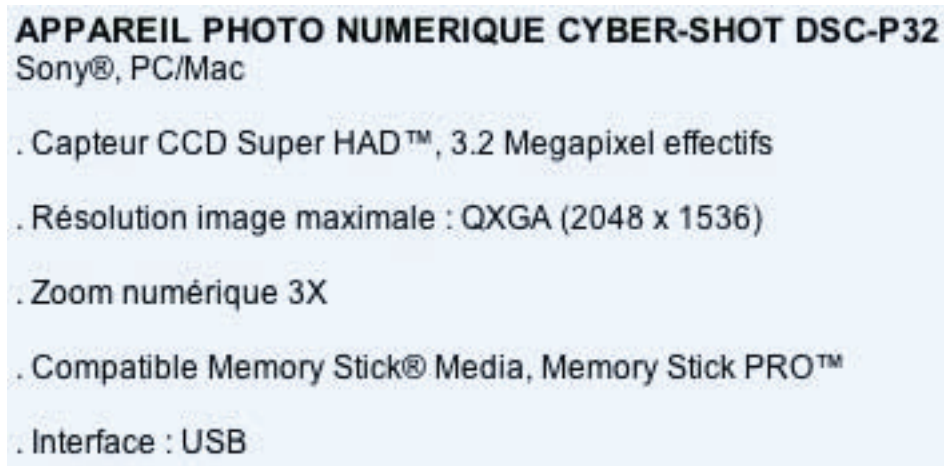 APPAREIL PHOTO NUMERIQUE CYBER-SHOT DSC-P32
Sony®, PC/Mac
. Capteur CCD Super HAD™, 3.2 Megapixel effectifs
. Résolution image maximale : QXGA (2048 x 1536)
. Zoom numérique 3X
. Compatible Memory Stick® Media, Memory Stick PRO™
. Interface : USB